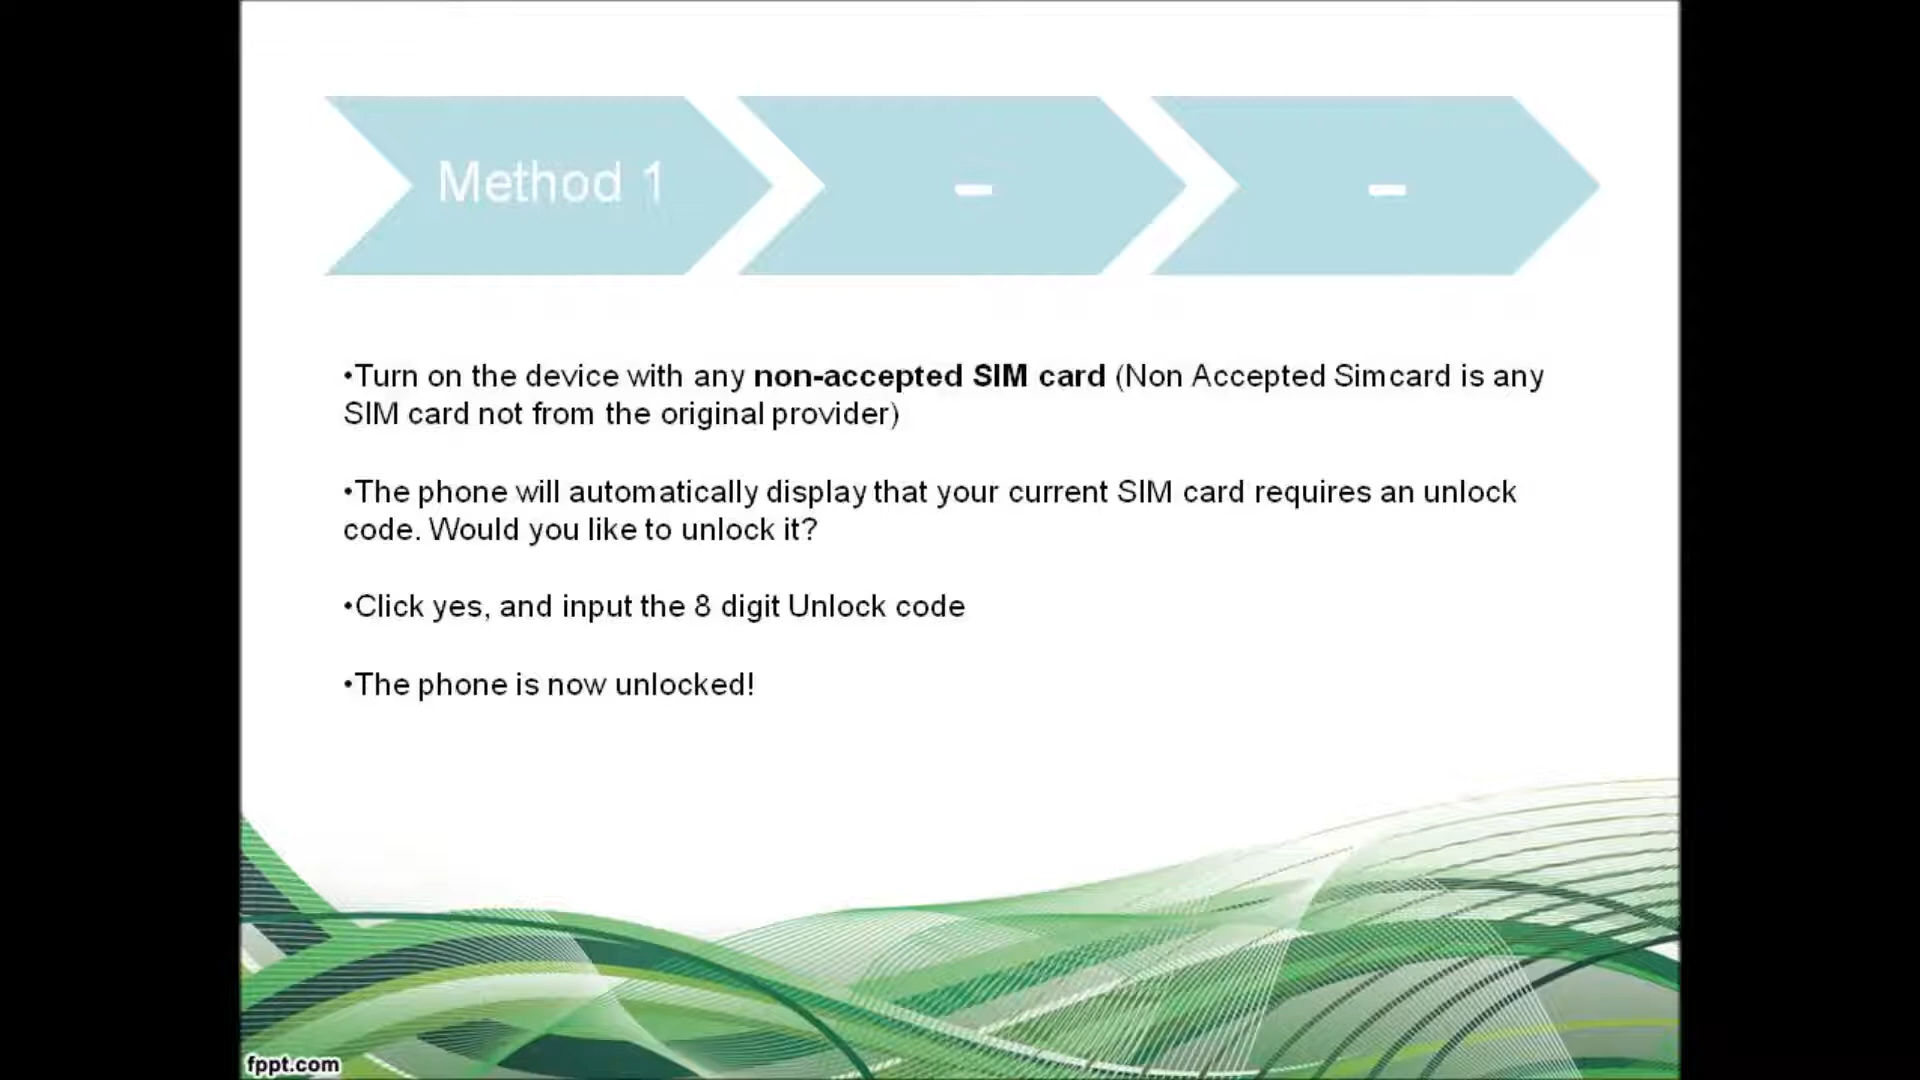 Method 1
-
-
•Turn on the device with any non-accepted SIM card (Non Accepted Simcard is any
SIM card not from the original provider)
•The phone will automatically display that your current SIM card requires an unlock
code. Would you like to unlock it?
•Click yes, and input the 8 digit Unlock code
•The phone is now unlocked!
fppt.com